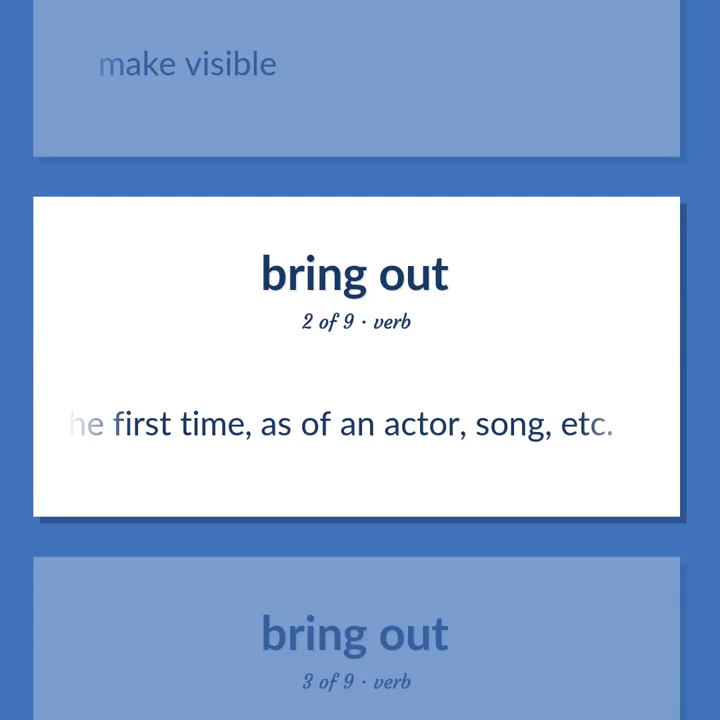 make visible
bring out
2 of 9 · verb
he first time, as of an actor, song, etc.
bring out
3 of 9 · verb